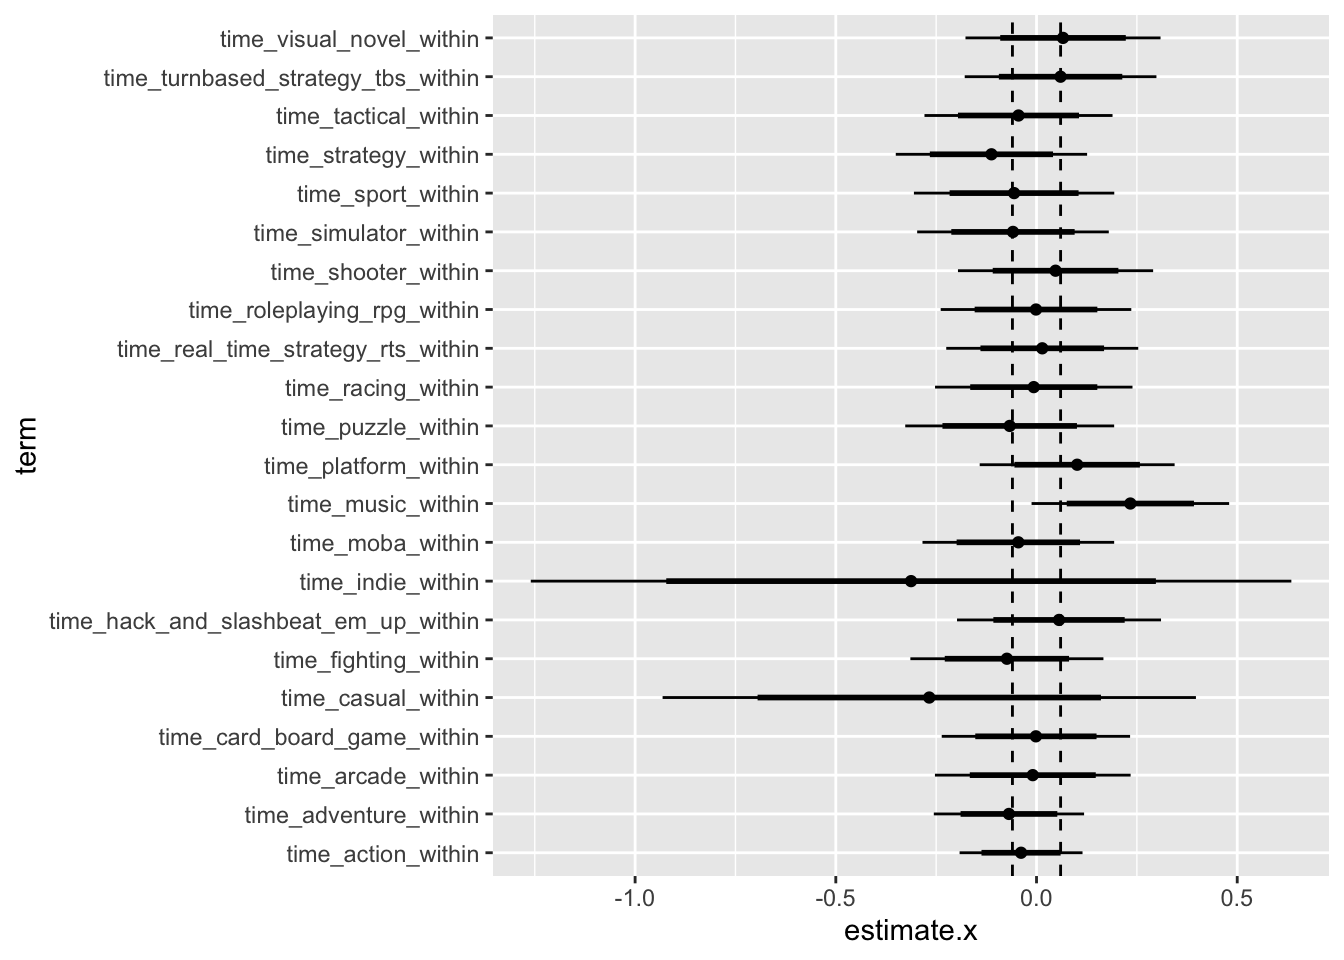 time_visual_novel_within
time_turnbased_strategy_tbs_within
time_tactical_within
time_strategy_within
time_sport_within
time_simulator_within
time_shooter_within
time_roleplaying_rpg_within
time_real_time_strategy_rts_within
time_racing_within
time_puzzle_within
time_platform_within
time_music_within
time_moba_within
time_indie_within
time_hack_and_slashbeat_em_up_within
time_fighting_within
time_casual_within
time_card_board_game_within
time_arcade_within
time_adventure_within
time_action_within
term
-1.0 -0.5 0.0 0.5
estimate.x